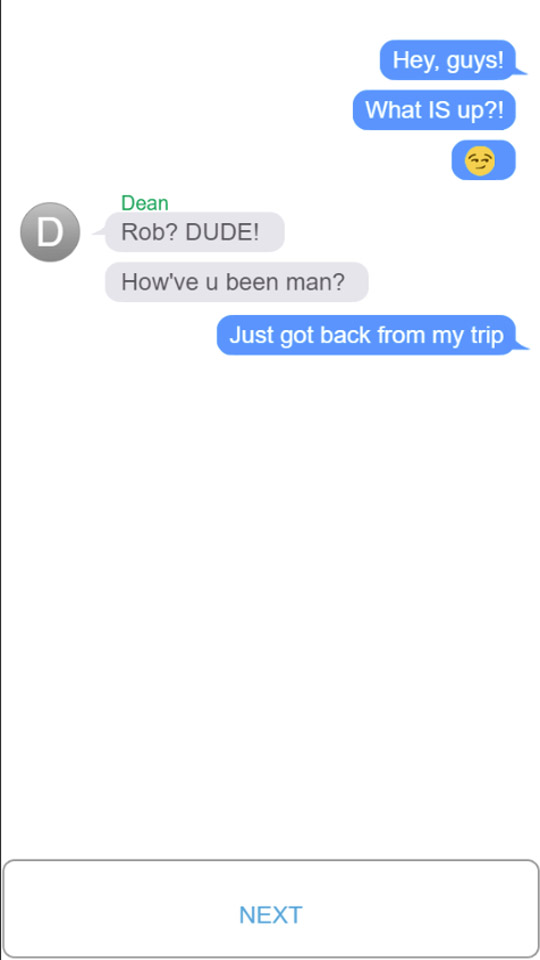 Hey, guys!
What IS up?!
😏
Dean
D
Rob? DUDE!
How've u been man?
Just got back from my trip
NEXT